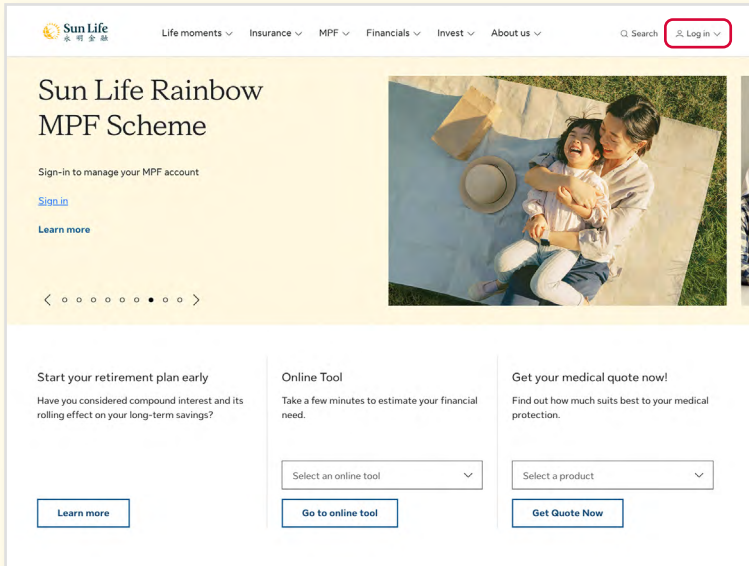 Sun Life
永明金融
Life moments
Insurance
MPF
Financials
Invest
About us
Search
Log in
Sun Life Rainbow
MPF Scheme
Sign-in to manage your MPF account
Sign in
Learn more
Start your retirement plan early
Have you considered compound interest and its
rolling effect on your long-term savings?
Learn more
Online Tool
Take a few minutes to estimate your financial
need.
Select an online tool
Go to online tool
Get your medical quote now!
Find out how much suits best to your medical
protection.
Select a product
Get Quote Now